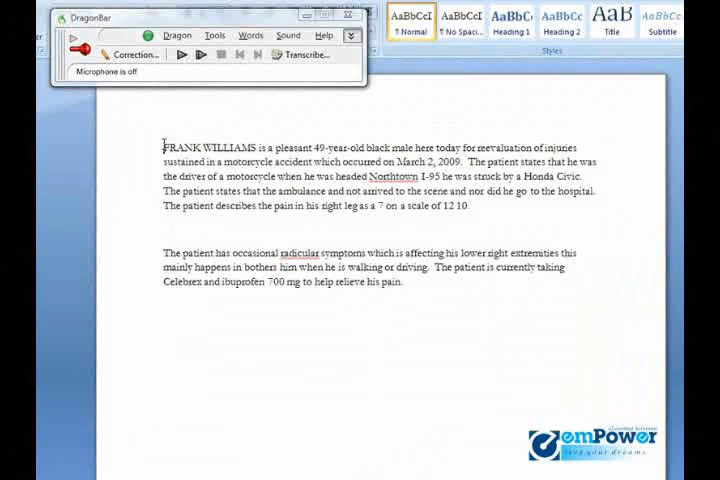 DragonBar
Dragon Tools Words Sound Help
Correction... Transcribe...
Microphone is off
AaBbCcI AaBbCcI AaBbCc AaBbCc AaB AaBbCc
¶ Normal ¶ No Spaci... Heading 1 Heading 2 Title Subtitle
Styles
FRANK WILLIAMS is a pleasant 49-year-old black male here today for reevaluation of injuries
sustained in a motorcycle accident which occurred on March 2, 2009. The patient states that he was
the driver of a motorcycle when he was headed Northtown I-95 he was struck by a Honda Civic.
The patient states that the ambulance and not arrived to the scene and nor did he go to the hospital.
The patient describes the pain in his right leg as a 7 on a scale of 12 10.
The patient has occasional radicular symptoms which is affecting his lower right extremities this
mainly happens in bothers him when he is walking or driving. The patient is currently taking
Celebrex and ibuprofen 700 mg to help relieve his pain.
emPower
live your dreams